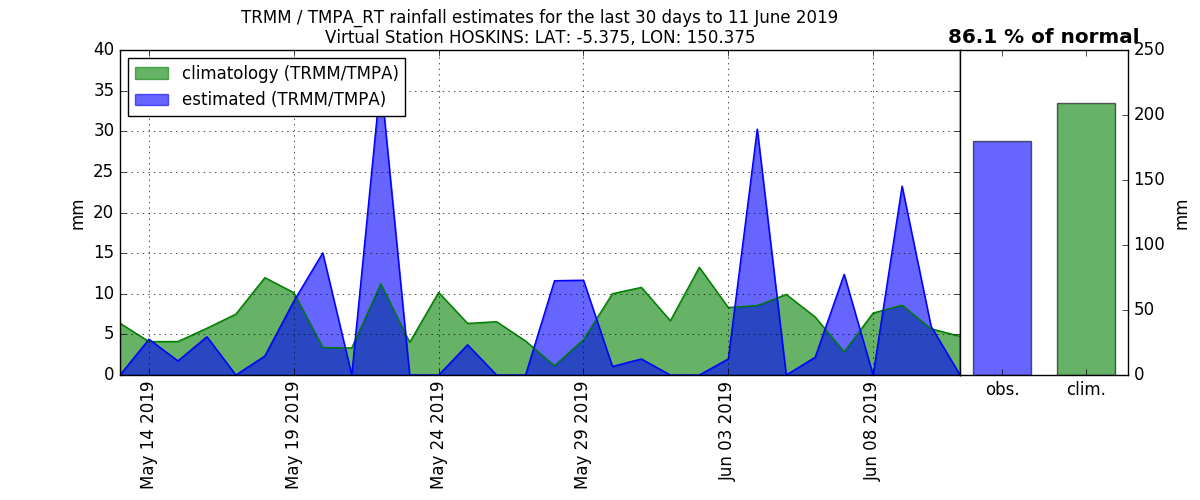 TRMM / TMPA_RT rainfall estimates for the last 30 days to 11 June 2019
Virtual Station HOSKINS: LAT: -5.375, LON: 150.375
86.1 % of normal
climatology (TRMM/TMPA)
estimated (TRMM/TMPA)
40
35
30
25
20
15
10
5
0
mm
May 14 2019
May 19 2019
May 24 2019
May 29 2019
Jun 03 2019
Jun 08 2019
obs.
clim.
250
200
150
100
50
0
mm